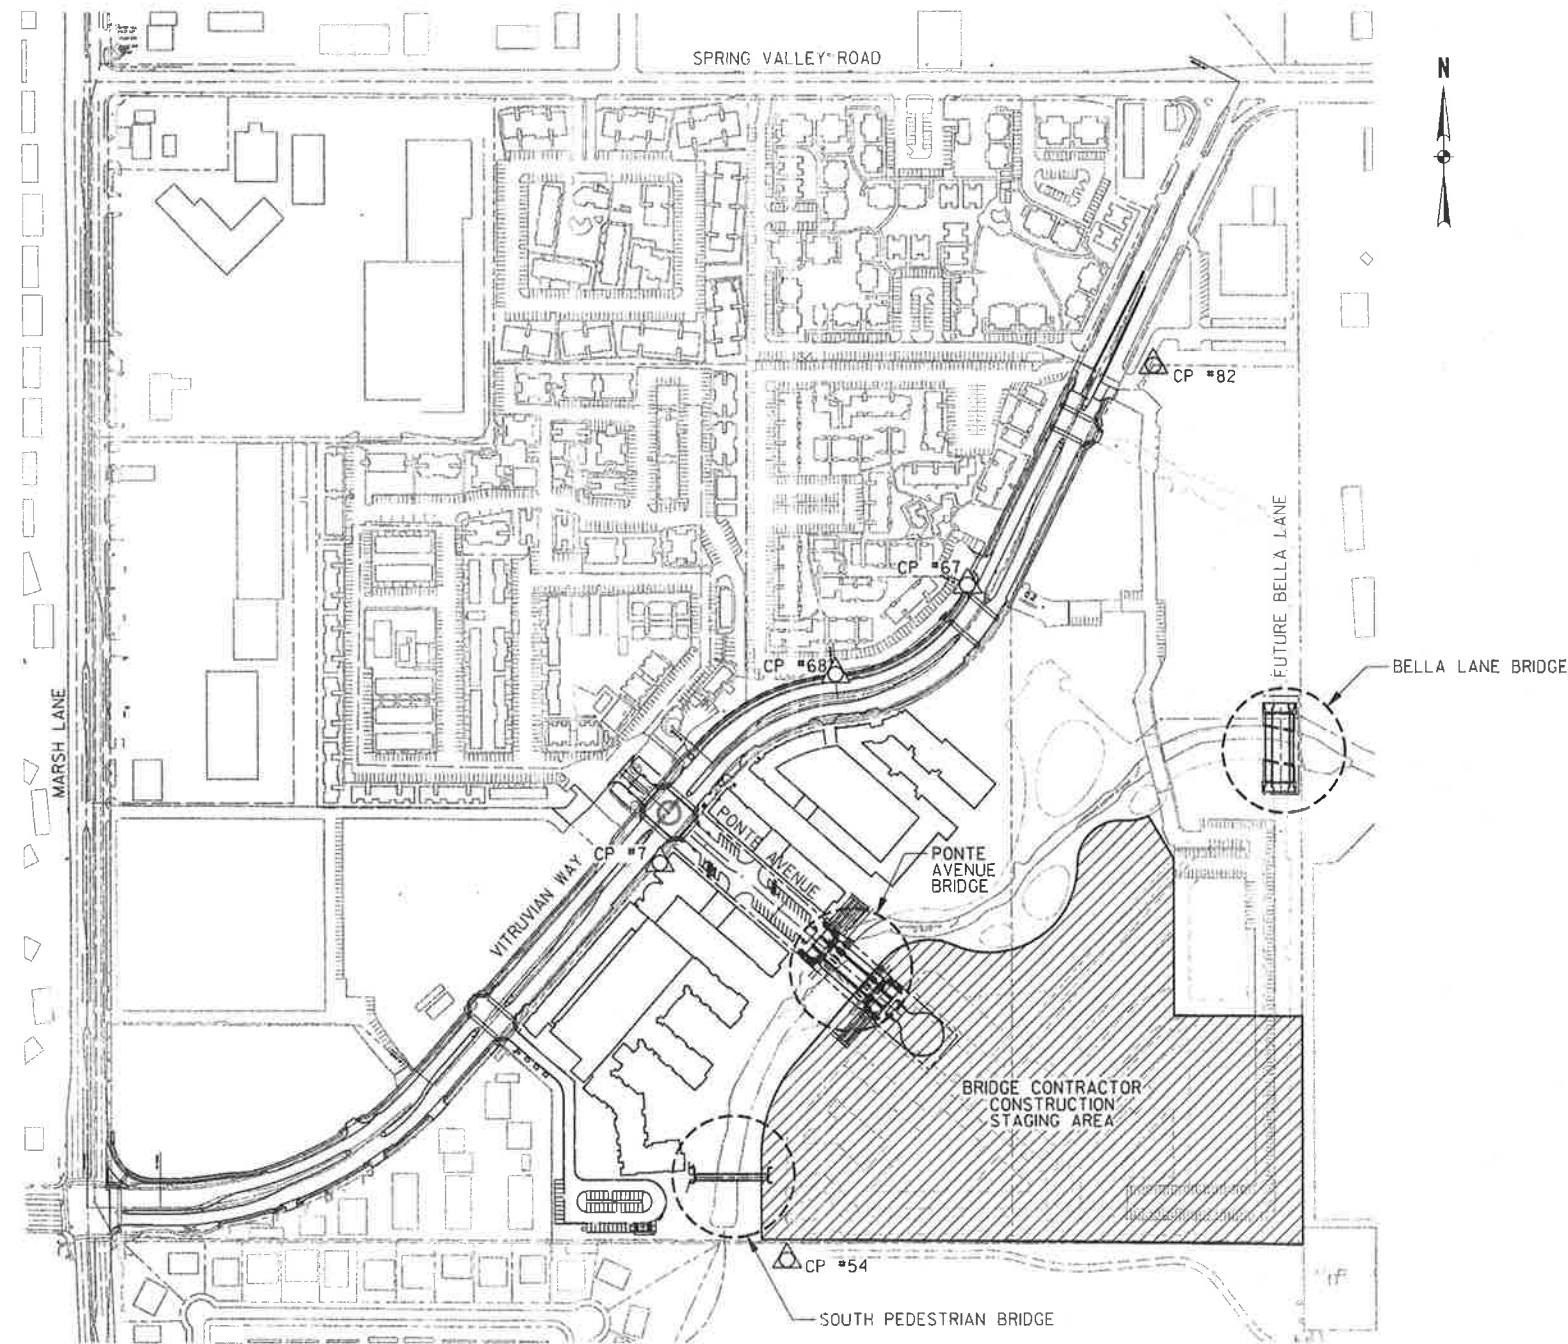 SPRING VALLEY ROAD
N
CP #82
FUTURE BELLA LANE
CP #67
CP #68
BELLA LANE BRIDGE
MARSH LANE
PONTE AVENUE
CP #7
VITRUVIAN WAY
PONTE
AVENUE
BRIDGE
BRIDGE CONTRACTOR
CONSTRUCTION
STAGING AREA
CP #54
SOUTH PEDESTRIAN BRIDGE